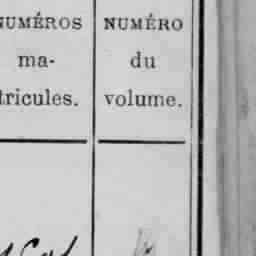 NUMÉROS
ma-
tricules.
NUMÉRO
du
volume.